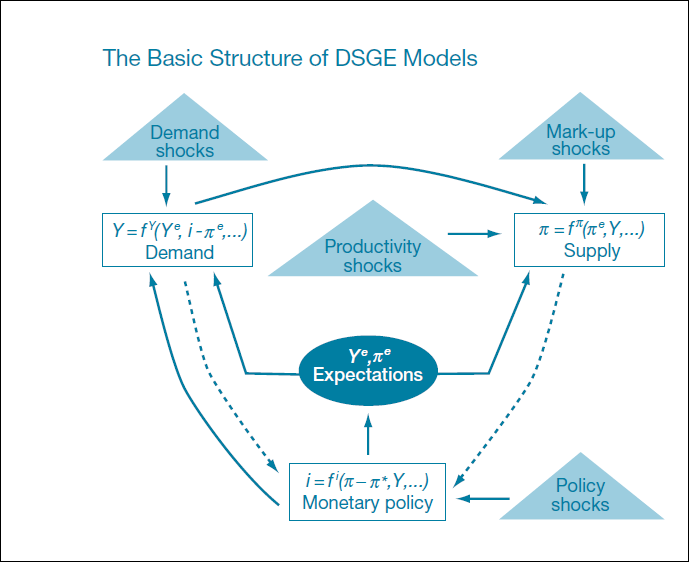 The Basic Structure of DSGE Models
Demand
shocks
Mark-up
shocks
Y = f^Y(Y^e, i - π^e,...)
Demand
Productivity
shocks
π = f^π(π^e,Y,...)
Supply
Y^e,π^e
Expectations
i = f^i(π – π*,Y,...)
Monetary policy
Policy
shocks